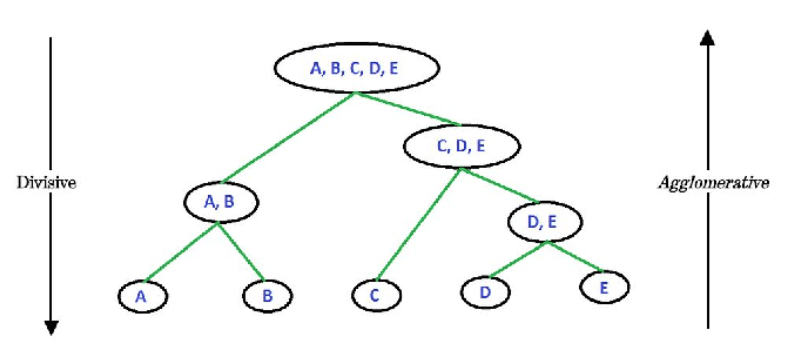 A, B, C, D, E
C, D, E
Divisive
Agglomerative
A, B
D, E
A
B
C
D
E